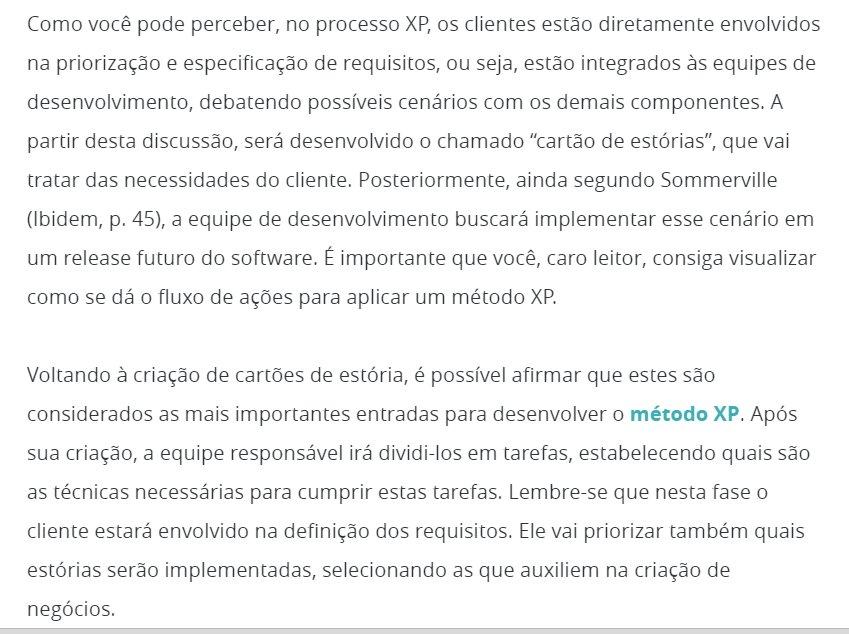 Como você pode perceber, no processo XP, os clientes estão diretamente envolvidos
na priorização e especificação de requisitos, ou seja, estão integrados às equipes de
desenvolvimento, debatendo possíveis cenários com os demais componentes. A
partir desta discussão, será desenvolvido o chamado “cartão de estórias”, que vai
tratar das necessidades do cliente. Posteriormente, ainda segundo Sommerville
(Ibidem, p. 45), a equipe de desenvolvimento buscará implementar esse cenário em
um release futuro do software. É importante que você, caro leitor, consiga visualizar
como se dá o fluxo de ações para aplicar um método XP.
Voltando à criação de cartões de estória, é possível afirmar que estes são
considerados as mais importantes entradas para desenvolver o método XP. Após
sua criação, a equipe responsável irá dividi-los em tarefas, estabelecendo quais são
as técnicas necessárias para cumprir estas tarefas. Lembre-se que nesta fase o
cliente estará envolvido na definição dos requisitos. Ele vai priorizar também quais
estórias serão implementadas, selecionando as que auxiliem na criação de
negócios.